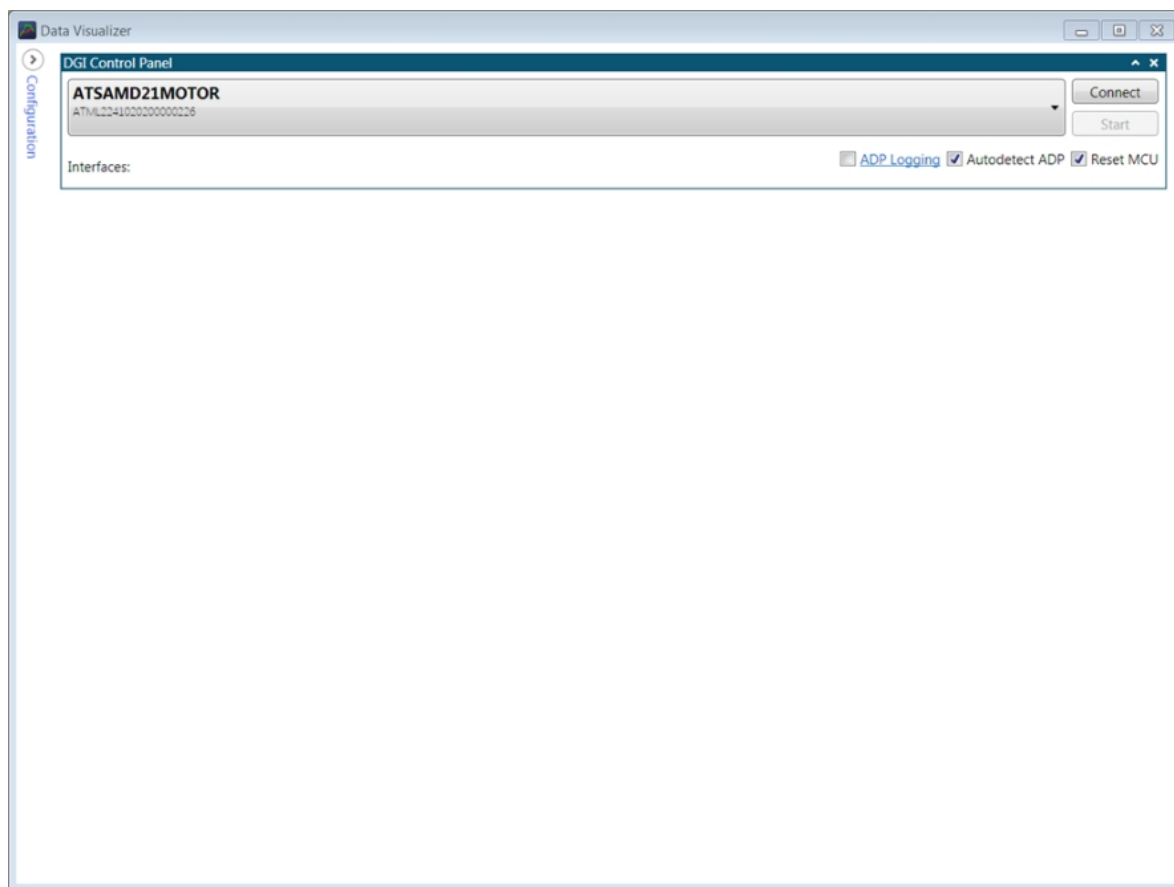 Data Visualizer
Configuration
DGI Control Panel
ATSAMD21MOTOR
ATML2241020200000226
Connect
Start
Interfaces:
ADP Logging Autodetect ADP Reset MCU